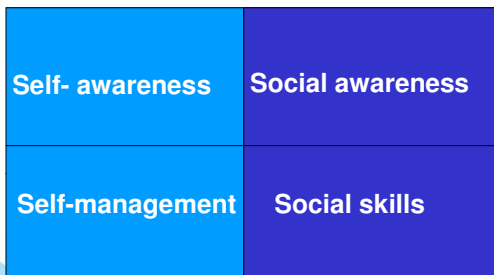 Self- awareness
Social awareness
Self-management
Social skills